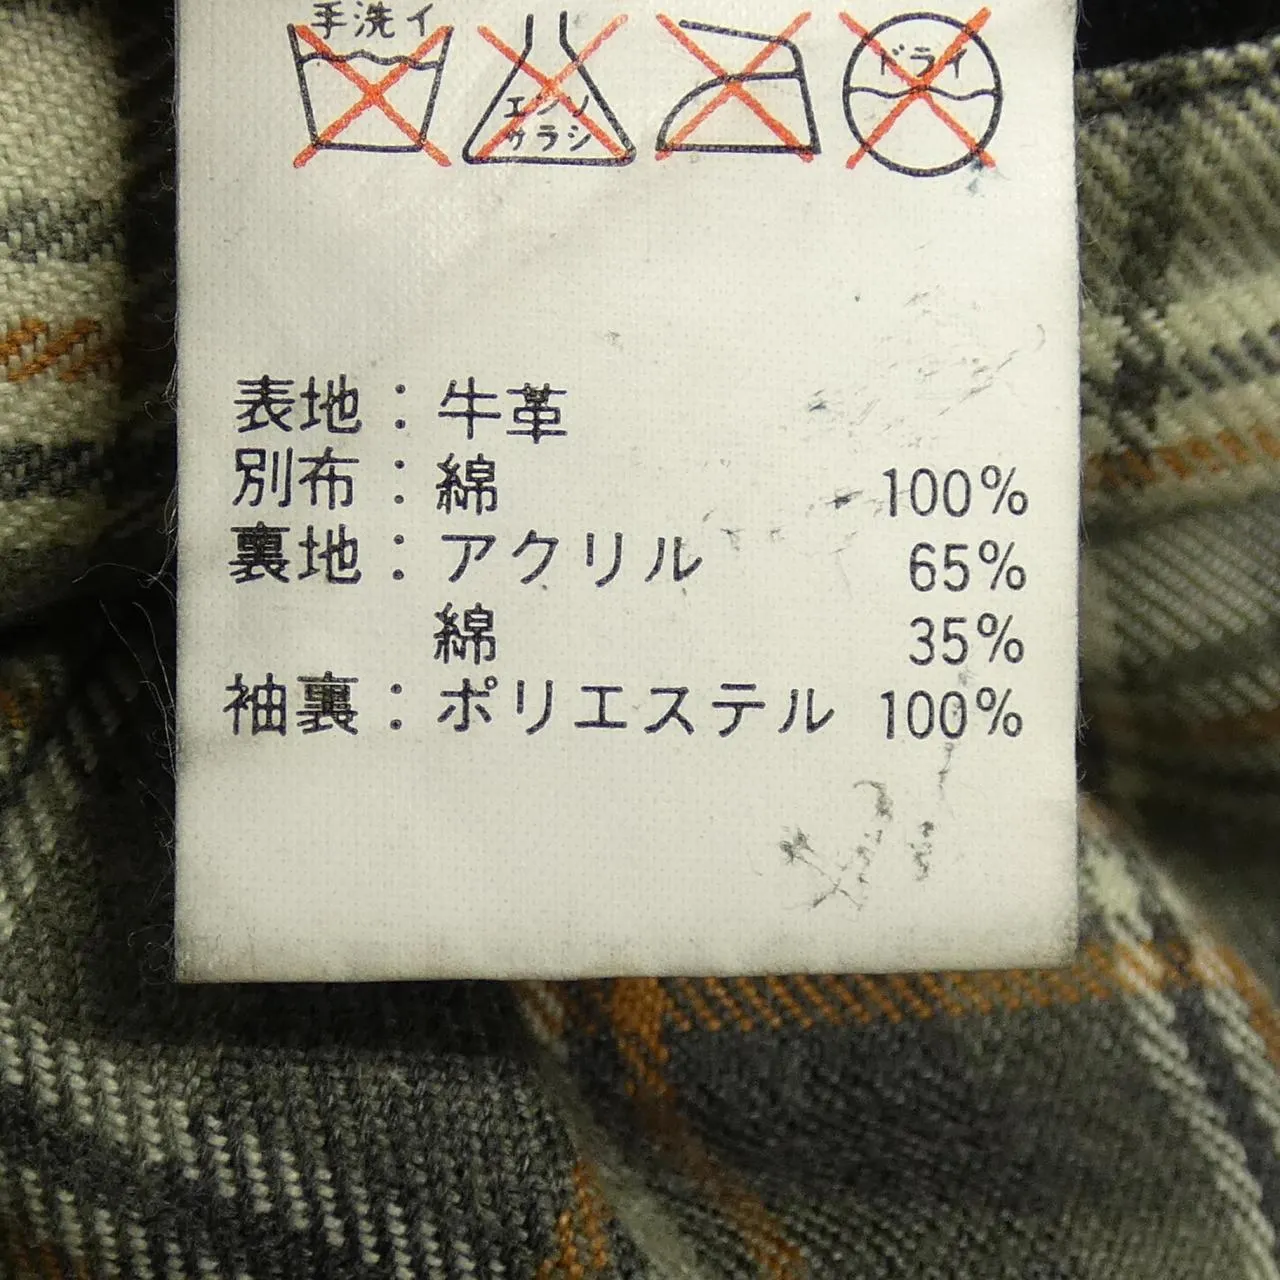 手洗イ
エンソ
サラシ
ドライ
表地：牛革
別布：綿 100%
裏地：アクリル 65%
綿 35%
袖裏：ポリエステル 100%